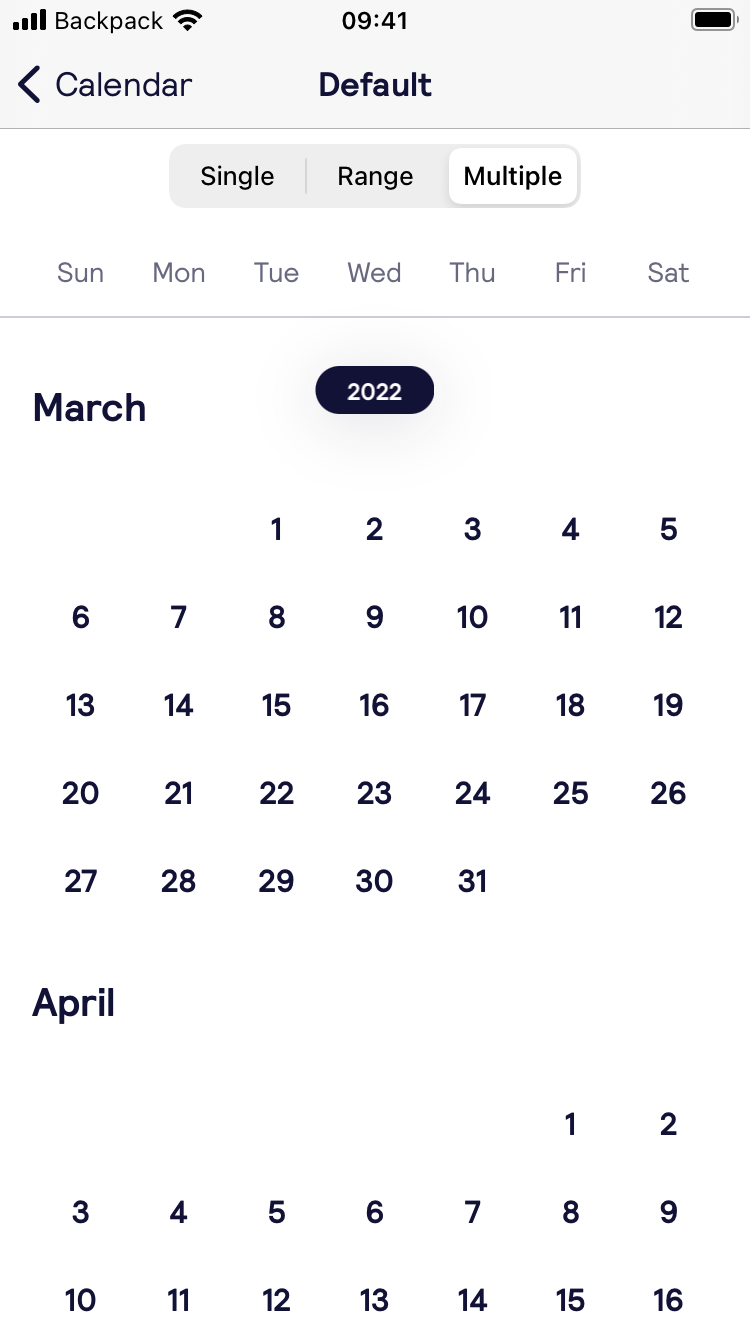 Backpack 09:41
Calendar Default
Single Range Multiple
Sun Mon Tue Wed Thu Fri Sat
2022
March
1 2 3 4 5
6 7 8 9 10 11 12
13 14 15 16 17 18 19
20 21 22 23 24 25 26
27 28 29 30 31
April
1 2
3 4 5 6 7 8 9
10 11 12 13 14 15 16